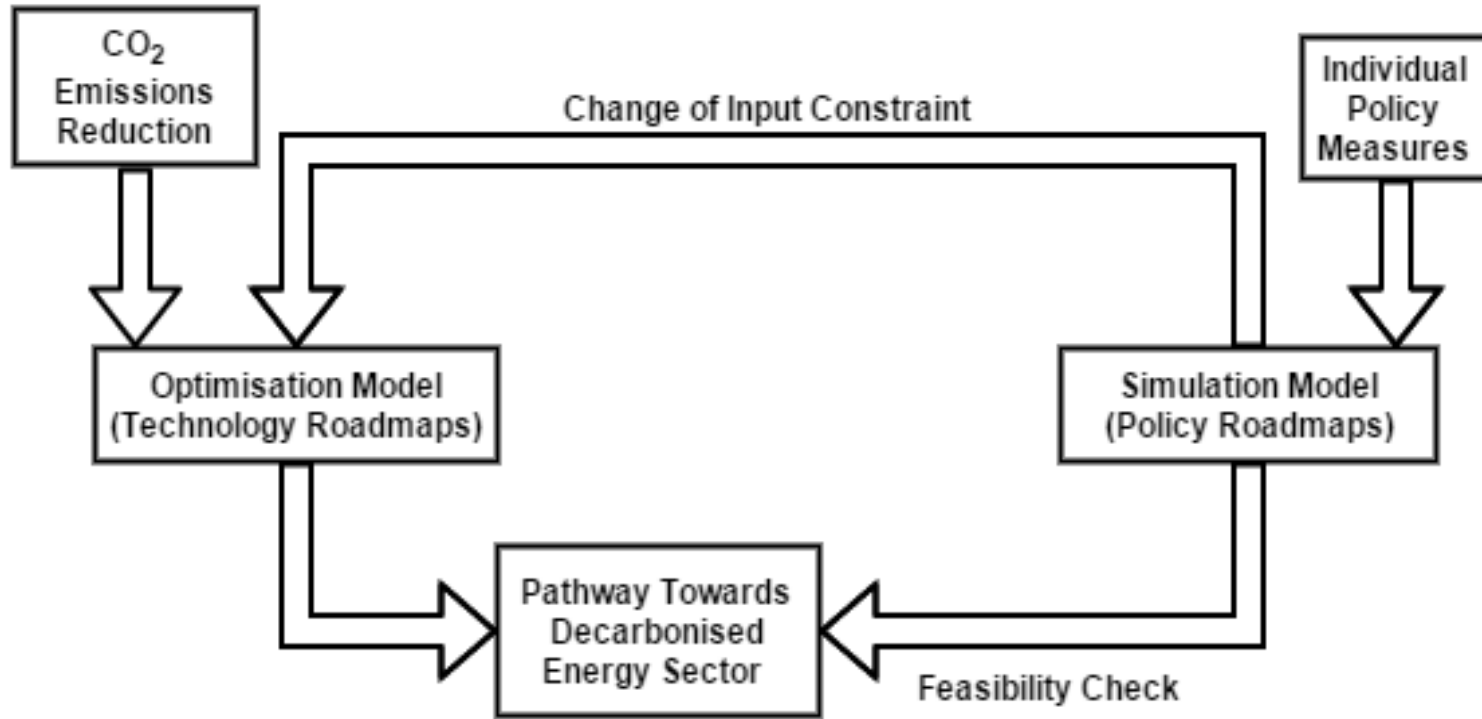 CO₂
Emissions
Reduction
Individual
Policy
Measures
Change of Input Constraint
Optimisation Model
(Technology Roadmaps)
Simulation Model
(Policy Roadmaps)
Pathway Towards
Decarbonised
Energy Sector
Feasibility Check